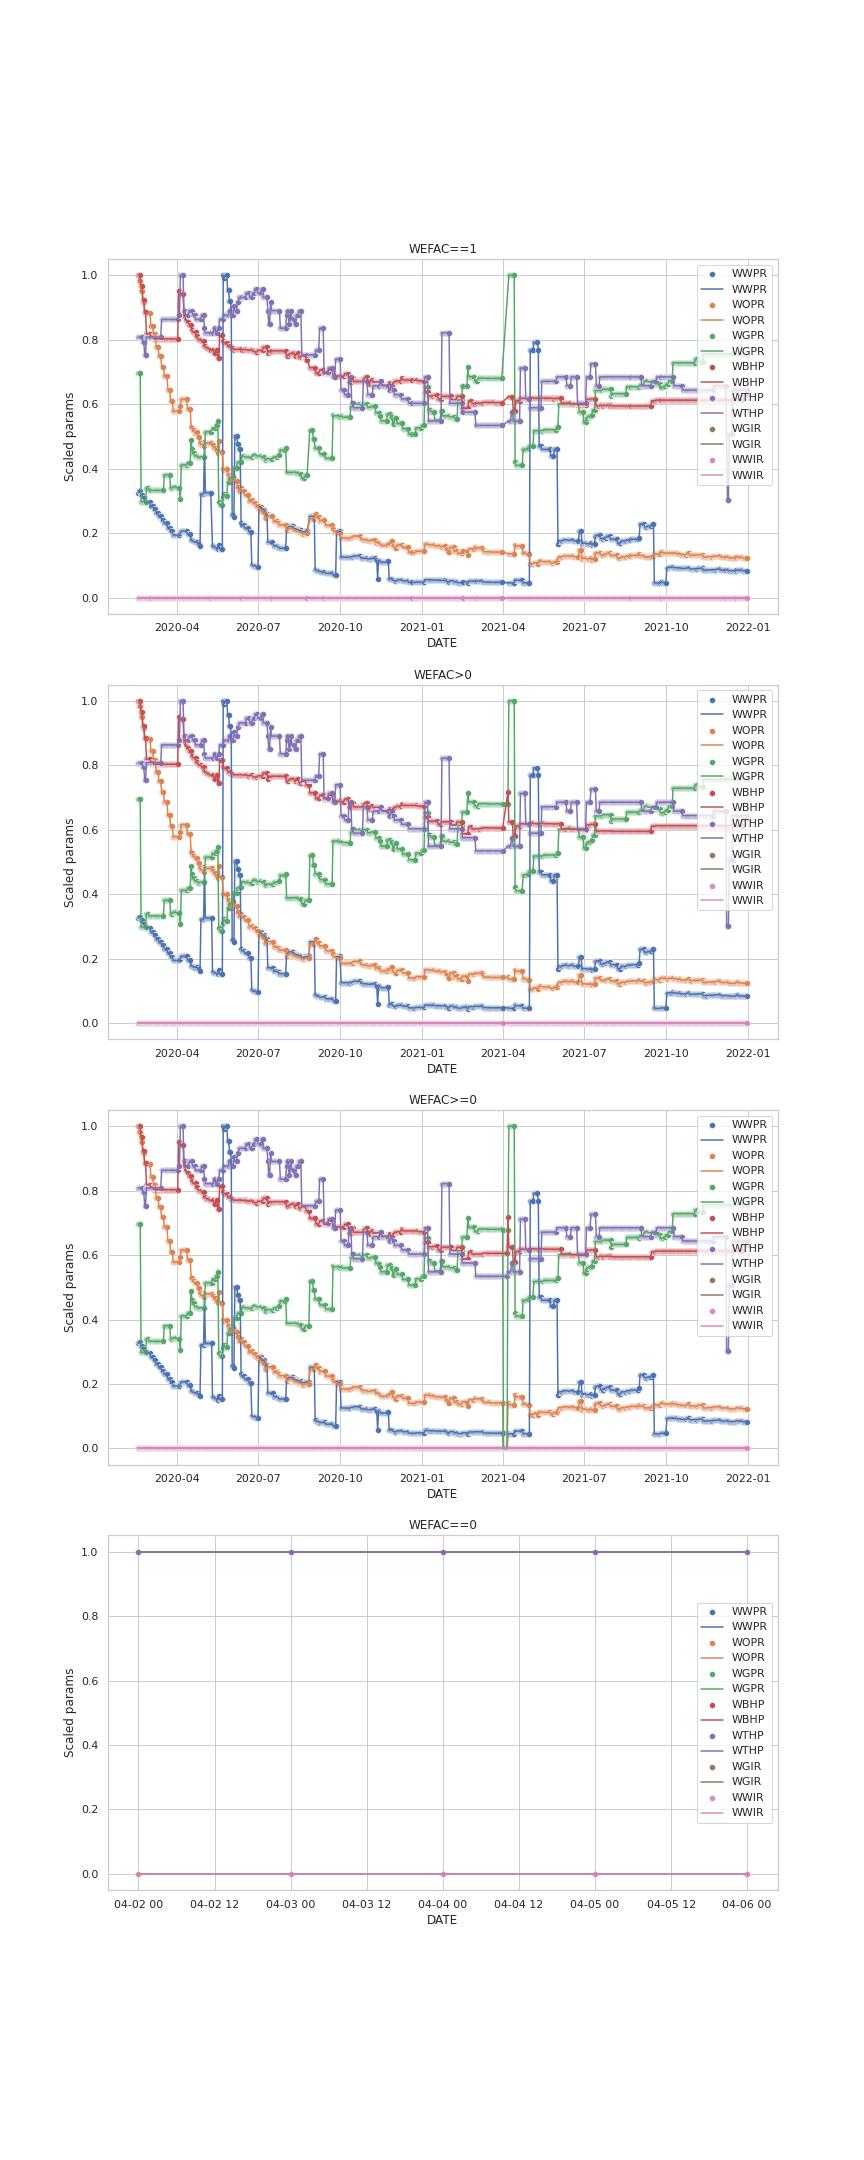 WEFAC==1
1.0
0.8
0.6
0.4
0.2
0.0
Scaled params
WWPR
WWPR
WOPR
WOPR
WGPR
WGPR
WBHP
WBHP
WTHP
WTHP
WGIR
WGIR
WWIR
WWIR
2020-04 2020-07 2020-10 2021-01 2021-04 2021-07 2021-10 2022-01
DATE
WEFAC>0
1.0
0.8
0.6
0.4
0.2
0.0
Scaled params
WWPR
WWPR
WOPR
WOPR
WGPR
WGPR
WBHP
WBHP
WTHP
WTHP
WGIR
WGIR
WWIR
WWIR
2020-04 2020-07 2020-10 2021-01 2021-04 2021-07 2021-10 2022-01
DATE
WEFAC>=0
1.0
0.8
0.6
0.4
0.2
0.0
Scaled params
WWPR
WWPR
WOPR
WOPR
WGPR
WGPR
WBHP
WBHP
WTHP
WTHP
WGIR
WGIR
WWIR
WWIR
2020-04 2020-07 2020-10 2021-01 2021-04 2021-07 2021-10 2022-01
DATE
WEFAC==0
1.0
0.8
0.6
0.4
0.2
0.0
Scaled params
WWPR
WWPR
WOPR
WOPR
WGPR
WGPR
WBHP
WBHP
WTHP
WTHP
WGIR
WGIR
WWIR
WWIR
04-02 00 04-02 12 04-03 00 04-03 12 04-04 00 04-04 12 04-05 00 04-05 12 04-06 00
DATE